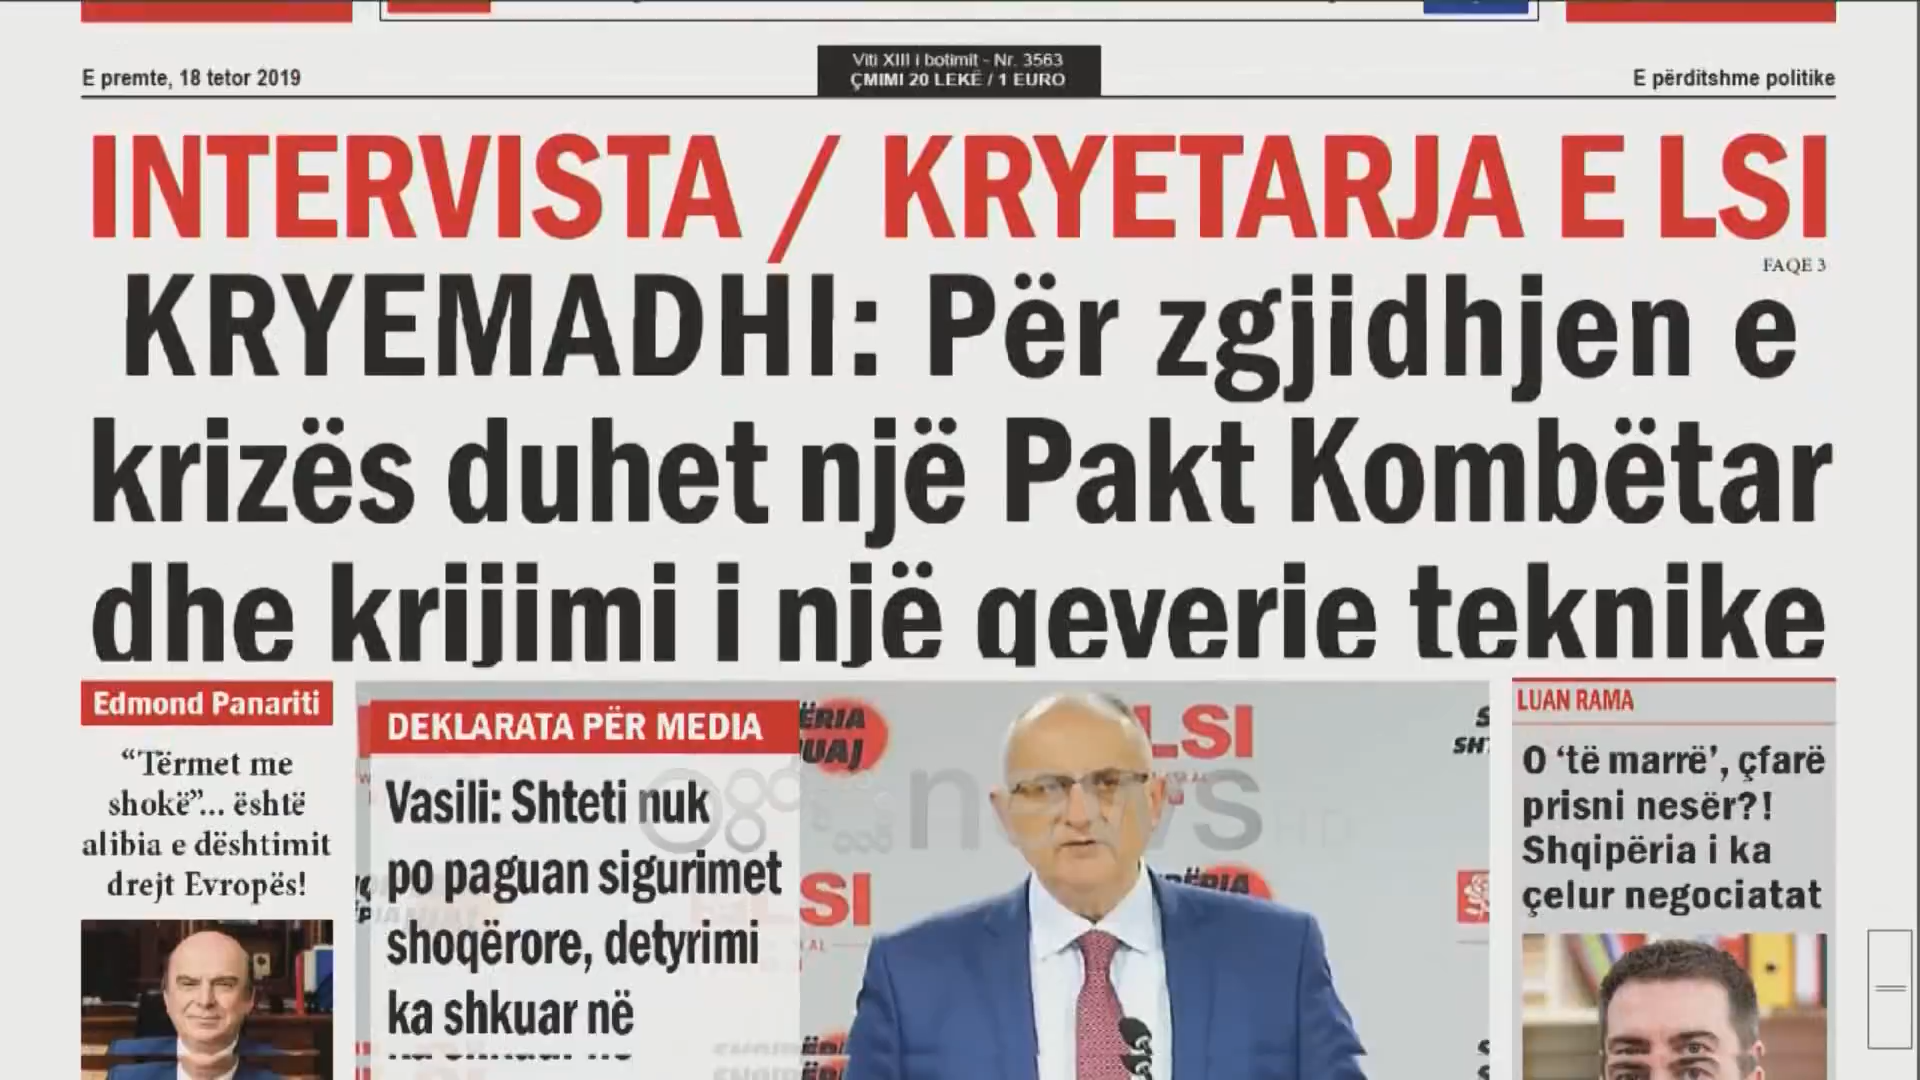 E premte, 18 tetor 2019
Viti XIII i botimit - Nr. 3563
ÇMIMI 20 LEKË / 1 EURO
E përditshme politike
INTERVISTA / KRYETARJA E LSI
FAQE 3
KRYEMADHI: Për zgjidhjen e
krizës duhet një Pakt Kombëtar
dhe krijimi i një qeverie teknike
Edmond Panariti
“Tërmet me
shokë”... është
alibia e dështimit
drejt Evropës!
DEKLARATA PËR MEDIA
Vasili: Shteti nuk
po paguan sigurimet
shoqërore, detyrimi
ka shkuar në
LSI
LSI
news
LUAN RAMA
O ‘të marrë’, çfarë
prisni nesër?!
Shqipëria i ka
çelur negociatat